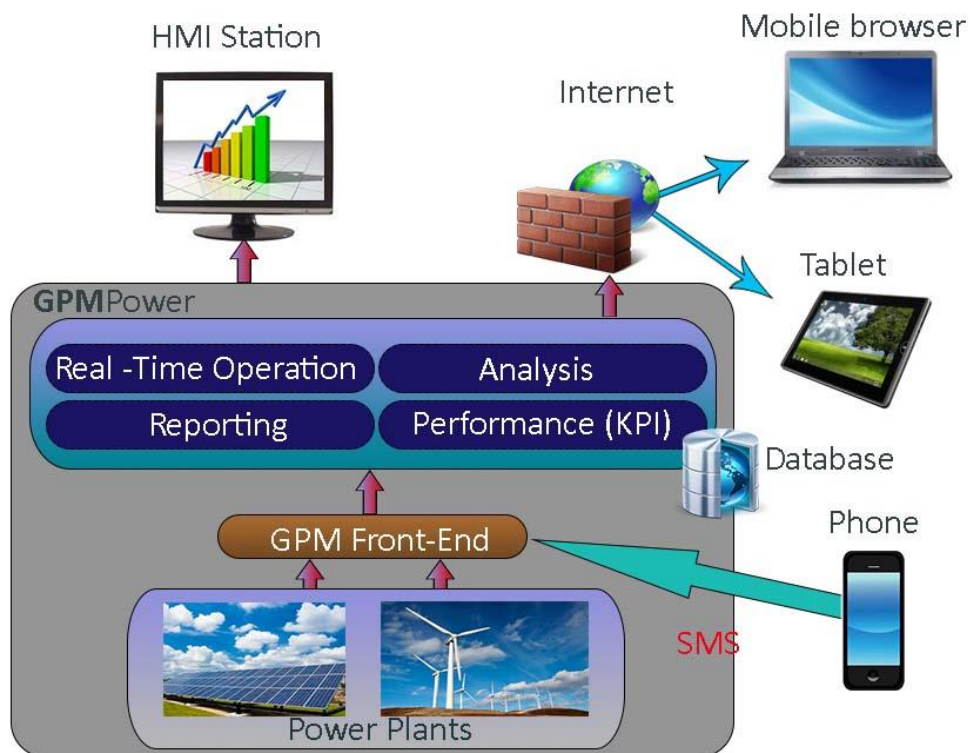 HMI Station
Mobile browser
Internet
Tablet
GPMPower
Real -Time Operation
Analysis
Reporting
Performance (KPI)
Database
Phone
GPM Front-End
SMS
Power Plants